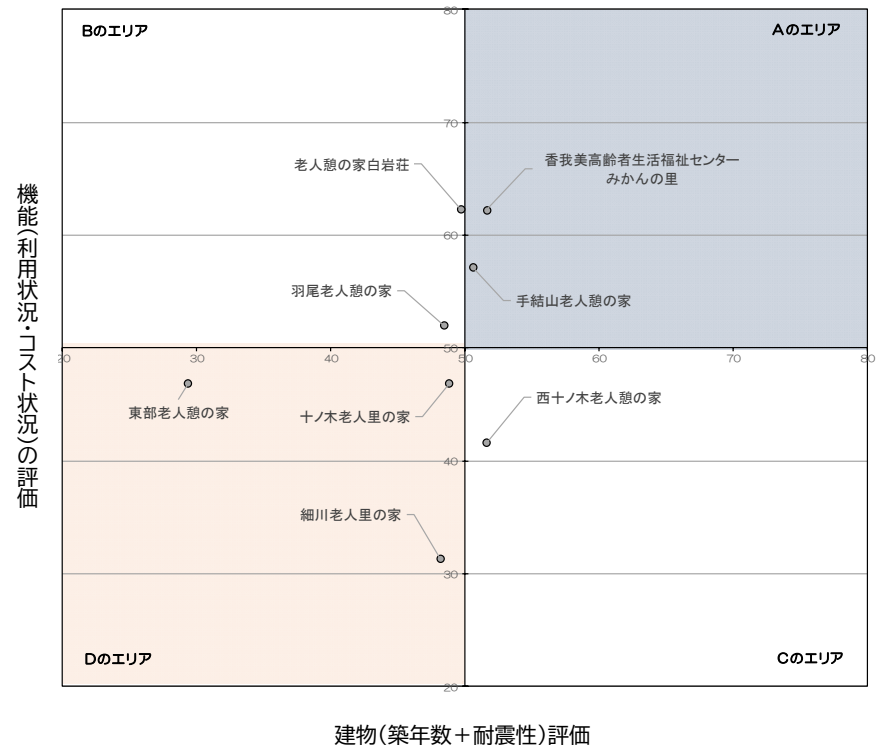 80
Bのエリア
Aのエリア
70
老人憩の家白岩荘
香我美高齢者生活福祉センター
みかんの里
60
羽尾老人憩の家
手結山老人憩の家
機能(利用状況・コスト状況)の評価
20 30 40 50 60 70 80
50
東部老人憩の家
十ノ木老人里の家
西十ノ木老人憩の家
40
細川老人里の家
30
Dのエリア
Cのエリア
20
建物(築年数+耐震性)評価